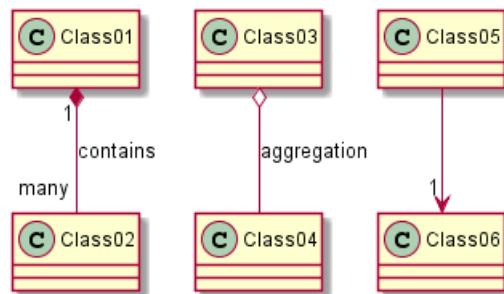 C Class01
C Class03
C Class05
1
contains
aggregation
many
1
C Class02
C Class04
C Class06